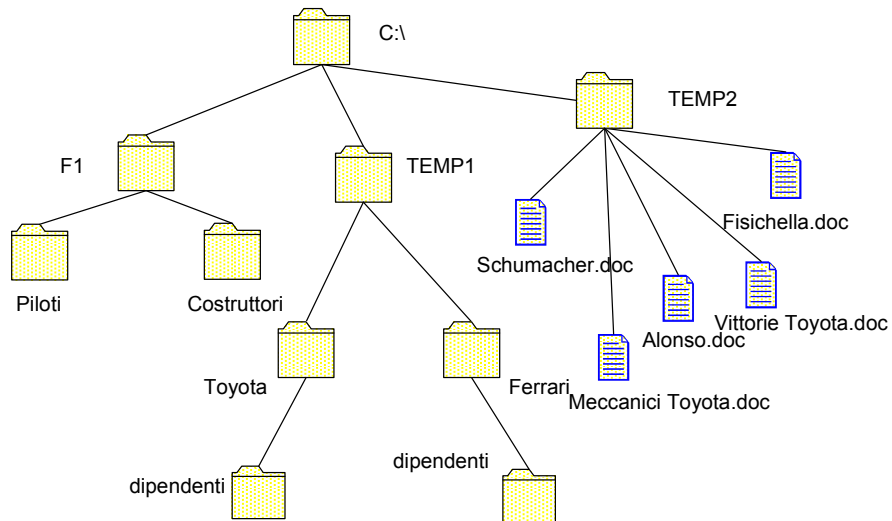 C:\
TEMP2
F1
TEMP1
Fisichella.doc
Schumacher.doc
Piloti
Costruttori
Vittorie Toyota.doc
Alonso.doc
Toyota
Ferrari
Meccanici Toyota.doc
dipendenti
dipendenti